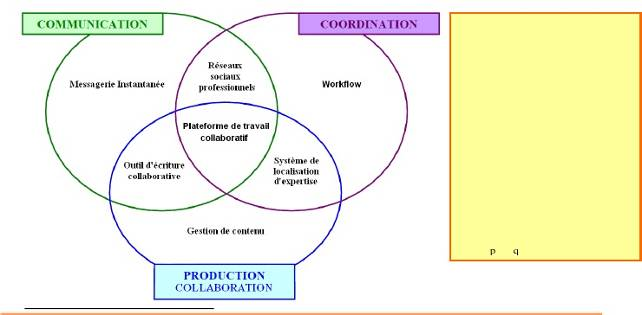 COMMUNICATION
COORDINATION
Réseaux
sociaux
professionnels
Messagerie Instantanée
Workflow
Plateforme de travail
collaboratif
Outil d'écriture
collaborative
Système de
localisation
d'expertise
Gestion de contenu
p q
PRODUCTION
COLLABORATION